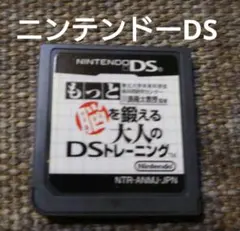 ニンテンドーDS
NINTENDO DS
もっと
脳を鍛える
大人の
DSトレーニング
Nintendo
NTR-ANMJ-JPN